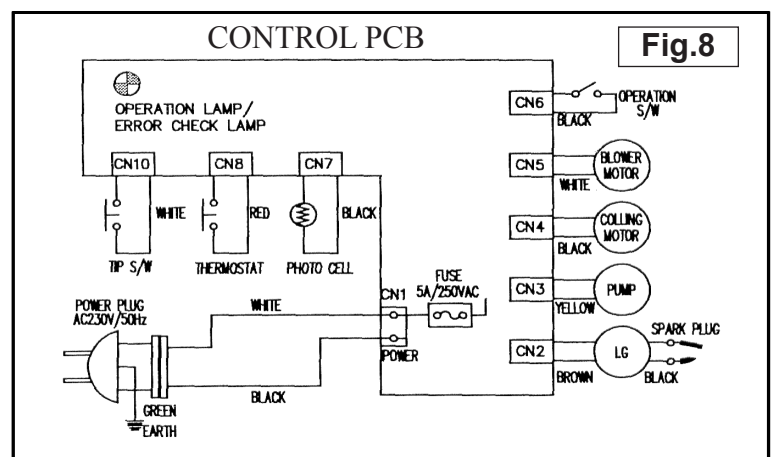 CONTROL PCB
Fig.8
OPERATION LAMP/
ERROR CHECK LAMP
CN10
CN8
CN7
WHITE
RED
BLACK
TIP S/W
THERMOSTAT
PHOTO CELL
CN6
OPERATION
S/W
BLACK
CN5
BLOWER
MOTOR
WHITE
CN4
COLLING
MOTOR
BLACK
CN3
PUMP
YELLOW
CN2
LG
SPARK PLUG
BROWN
BLACK
FUSE
5A/250VAC
CN1
POWER
POWER PLUG
AC230V/50Hz
WHITE
BLACK
GREEN
EARTH